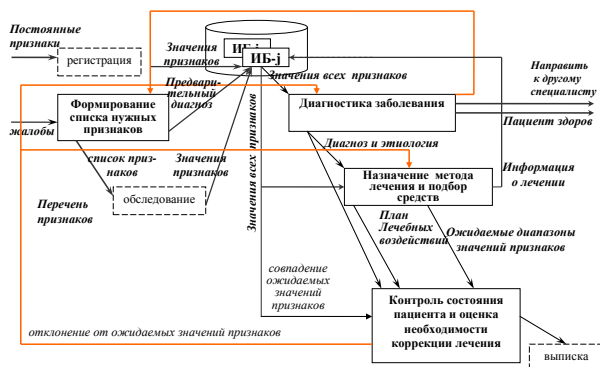 Постоянные
признаки
регистрация
Значения
признаков
ИБ-i
ИБ-j
Предвари-
тельный
диагноз
Значения всех признаков
Направить
к другому
специалисту
Формирование
списка нужных
признаков
Диагностика заболевания
Пациент здоров
жалобы
список приз-
наков
Значения
признаков
Значения всех признаков
Диагноз и этиология
Перечень
признаков
обследование
Назначение метода
лечения и подбор
средств
Информация
о лечении
План
Лечебных
воздействий
Ожидаемые диапазоны
значений признаков
совпадение
ожидаемых
значений
признаков
Контроль состояния
пациента и оценка
необходимости
коррекции лечения
отклонение от ожидаемых значений признаков
выписка